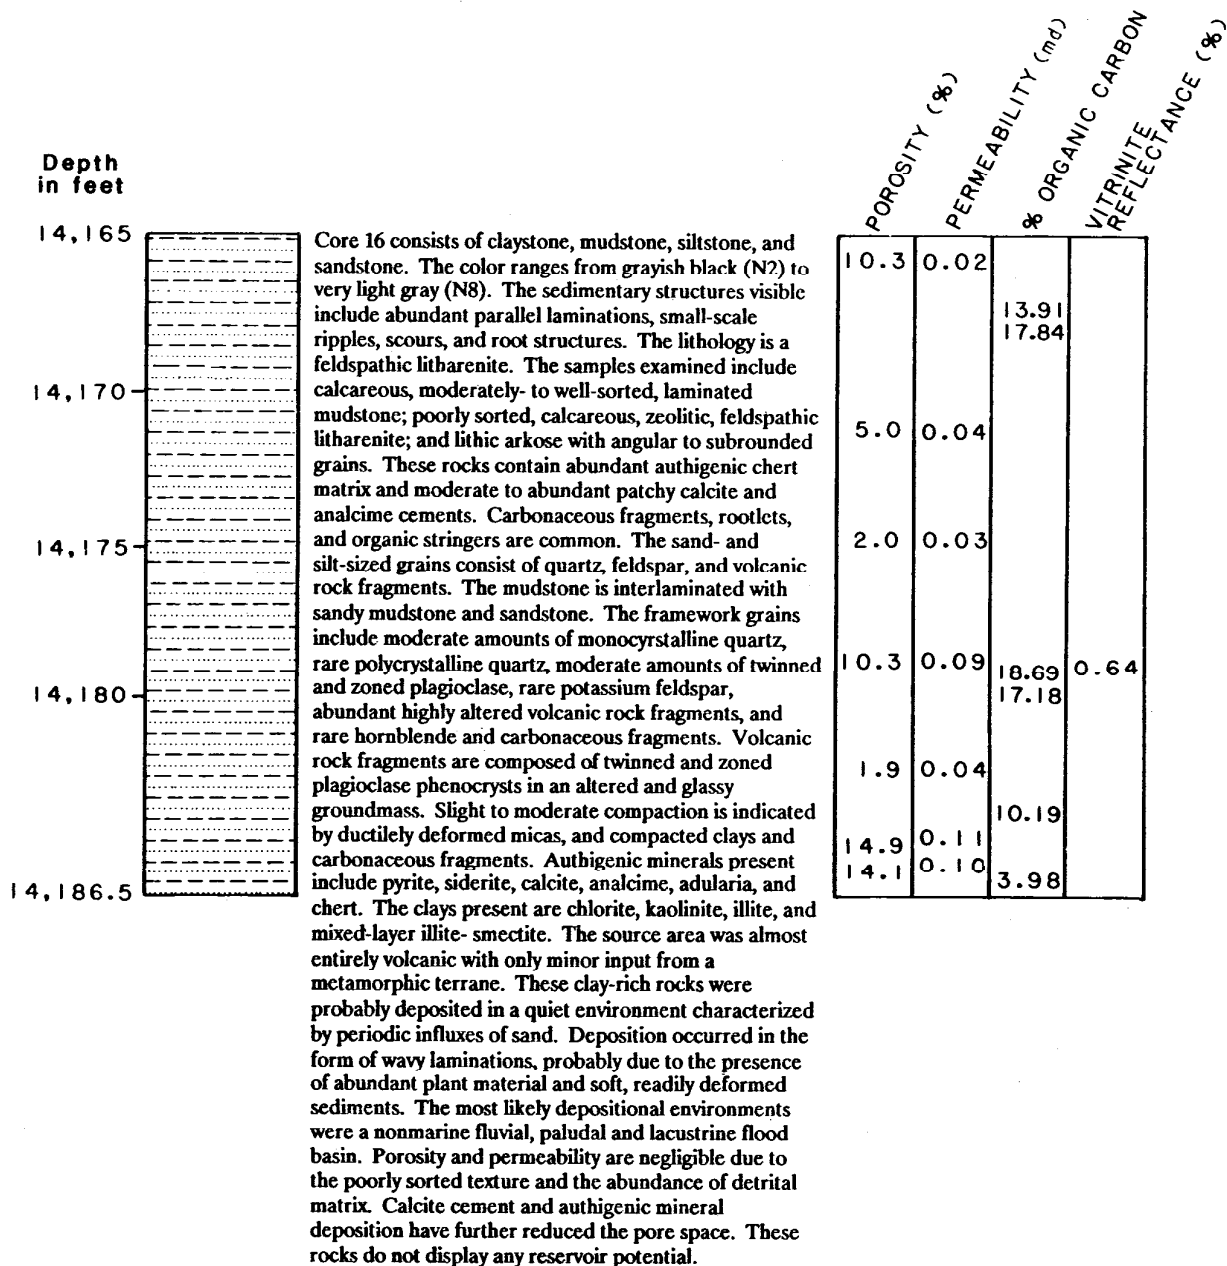 POROSITY (%)
PERMEABILITY (md)
% ORGANIC CARBON
VITRINITE
REFLECTANCE (%)
Depth
in feet
14,165
14,170
14,175
14,180
14,186.5
Core 16 consists of claystone, mudstone, siltstone, and
sandstone. The color ranges from grayish black (N2) to
very light gray (N8). The sedimentary structures visible
include abundant parallel laminations, small-scale
ripples, scours, and root structures. The lithology is a
feldspathic litharenite. The samples examined include
calcareous, moderately- to well-sorted, laminated
mudstone; poorly sorted, calcareous, zeolitic, feldspathic
litharenite; and lithic arkose with angular to subrounded
grains. These rocks contain abundant authigenic chert
matrix and moderate to abundant patchy calcite and
analcime cements. Carbonaceous fragments, rootlets,
and organic stringers are common. The sand- and
silt-sized grains consist of quartz, feldspar, and volcanic
rock fragments. The mudstone is interlaminated with
sandy mudstone and sandstone. The framework grains
include moderate amounts of monocyrstalline quartz,
rare polycrystalline quartz, moderate amounts of twinned
and zoned plagioclase, rare potassium feldspar,
abundant highly altered volcanic rock fragments, and
rare hornblende and carbonaceous fragments. Volcanic
rock fragments are composed of twinned and zoned
plagioclase phenocrysts in an altered and glassy
groundmass. Slight to moderate compaction is indicated
by ductilely deformed micas, and compacted clays and
carbonaceous fragments. Authigenic minerals present
include pyrite, siderite, calcite, analcime, adularia, and
chert. The clays present are chlorite, kaolinite, illite, and
mixed-layer illite- smectite. The source area was almost
entirely volcanic with only minor input from a
metamorphic terrane. These clay-rich rocks were
probably deposited in a quiet environment characterized
by periodic influxes of sand. Deposition occurred in the
form of wavy laminations, probably due to the presence
of abundant plant material and soft, readily deformed
sediments. The most likely depositional environments
were a nonmarine fluvial, paludal and lacustrine flood
basin. Porosity and permeability are negligible due to
the poorly sorted texture and the abundance of detrital
matrix. Calcite cement and authigenic mineral
deposition have further reduced the pore space. These
rocks do not display any reservoir potential.
10.3 0.02
13.91
17.84
5.0 0.04
2.0 0.03
10.3 0.09 18.69 0.64
17.18
1.9 0.04
10.19
14.9 0.11
14.1 0.10 3.98